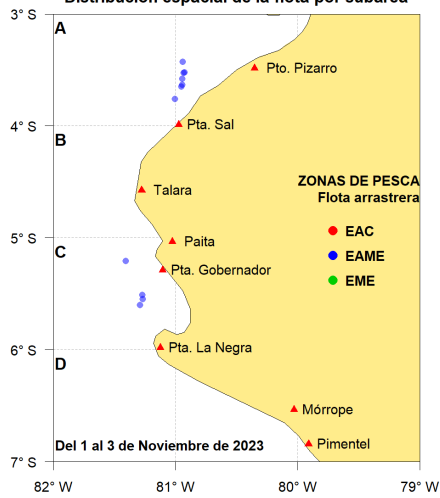 Distribución espacial de la flota por subárea
3° S
A
Pto. Pizarro
4° S
Pta. Sal
B
ZONAS DE PESCA
Talara
Flota arrastrera
EAC
5° S
Paita
C
EAME
Pta. Gobernador
EME
6° S
Pta. La Negra
D
Mórrope
Del 1 al 3 de Noviembre de 2023
Pimentel
7° S
82° W
81° W
80° W
79° W